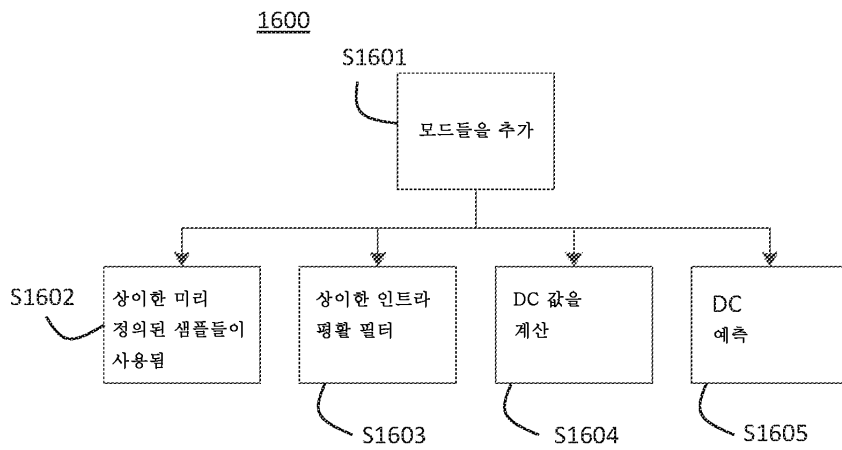 1600
S1601
모드들을 추가
S1602
상이한 미리
정의된 샘플들이
사용됨
상이한 인트라
평활 필터
DC 값을
계산
DC
예측
S1603
S1604
S1605